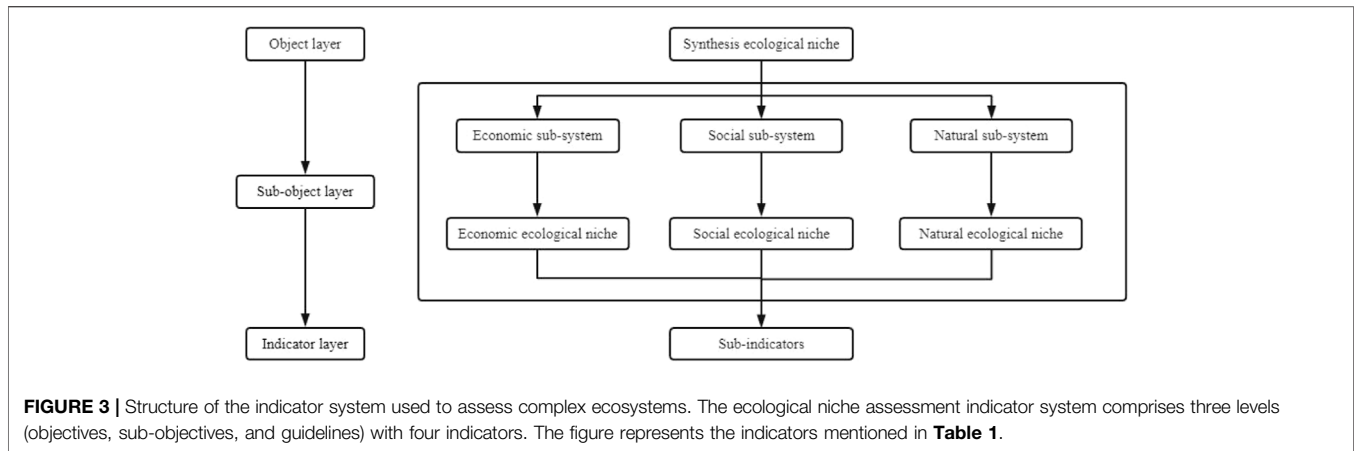 Object layer
Synthesis ecological niche
Economic sub-system
Social sub-system
Natural sub-system
Sub-object layer
Economic ecological niche
Social ecological niche
Natural ecological niche
Indicator layer
Sub-indicators
FIGURE 3 | Structure of the indicator system used to assess complex ecosystems. The ecological niche assessment indicator system comprises three levels
(objectives, sub-objectives, and guidelines) with four indicators. The figure represents the indicators mentioned in Table 1.